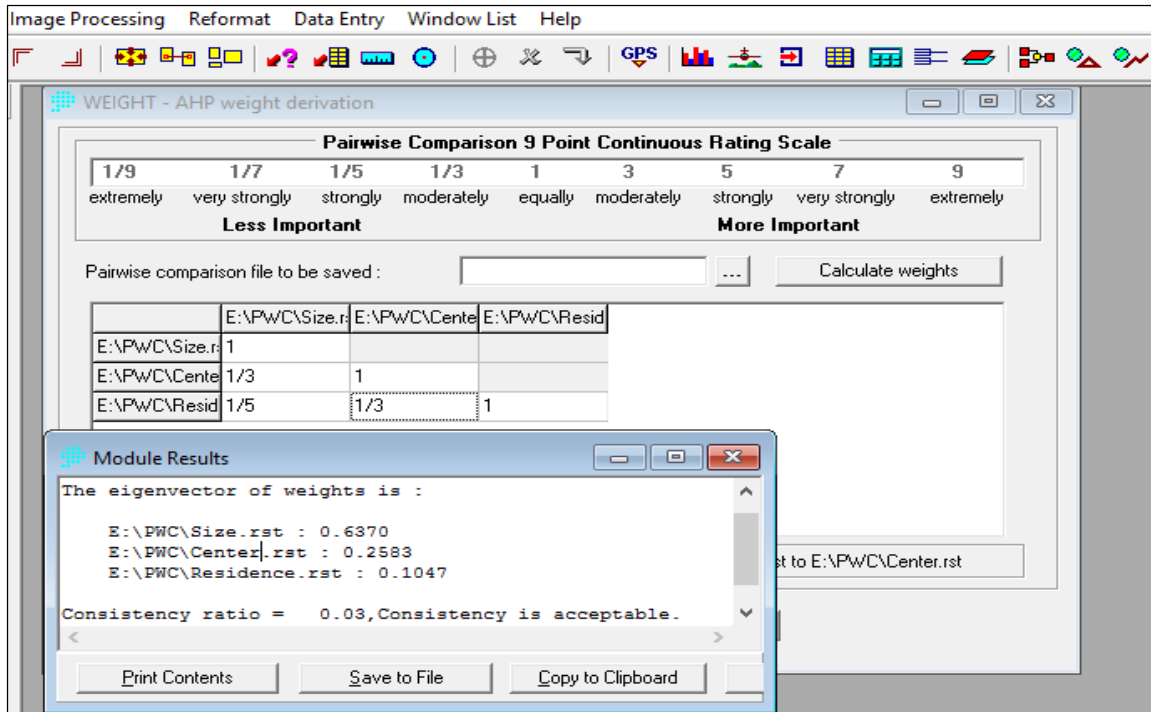 Image Processing Reformat Data Entry Window List Help
GPS
WEIGHT - AHP weight derivation
Pairwise Comparison 9 Point Continuous Rating Scale
1/9 1/7 1/5 1/3 1 3 5 7 9
extremely very strongly strongly moderately equally moderately strongly very strongly extremely
Less Important More Important
Pairwise comparison file to be saved : ... Calculate weights
E:\PWC\Size.r E:\PWC\Cente E:\PWC\Resid
E:\PWC\Size.r 1
E:\PWC\Cente 1/3 1
E:\PWC\Resid 1/5 1/3 1
Module Results
The eigenvector of weights is :
E:\PWC\Size.rst : 0.6370
E:\PWC\Center.rst : 0.2583
E:\PWC\Residence.rst : 0.1047
st to E:\PWC\Center.rst
Consistency ratio = 0.03,Consistency is acceptable.
Print Contents Save to File Copy to Clipboard